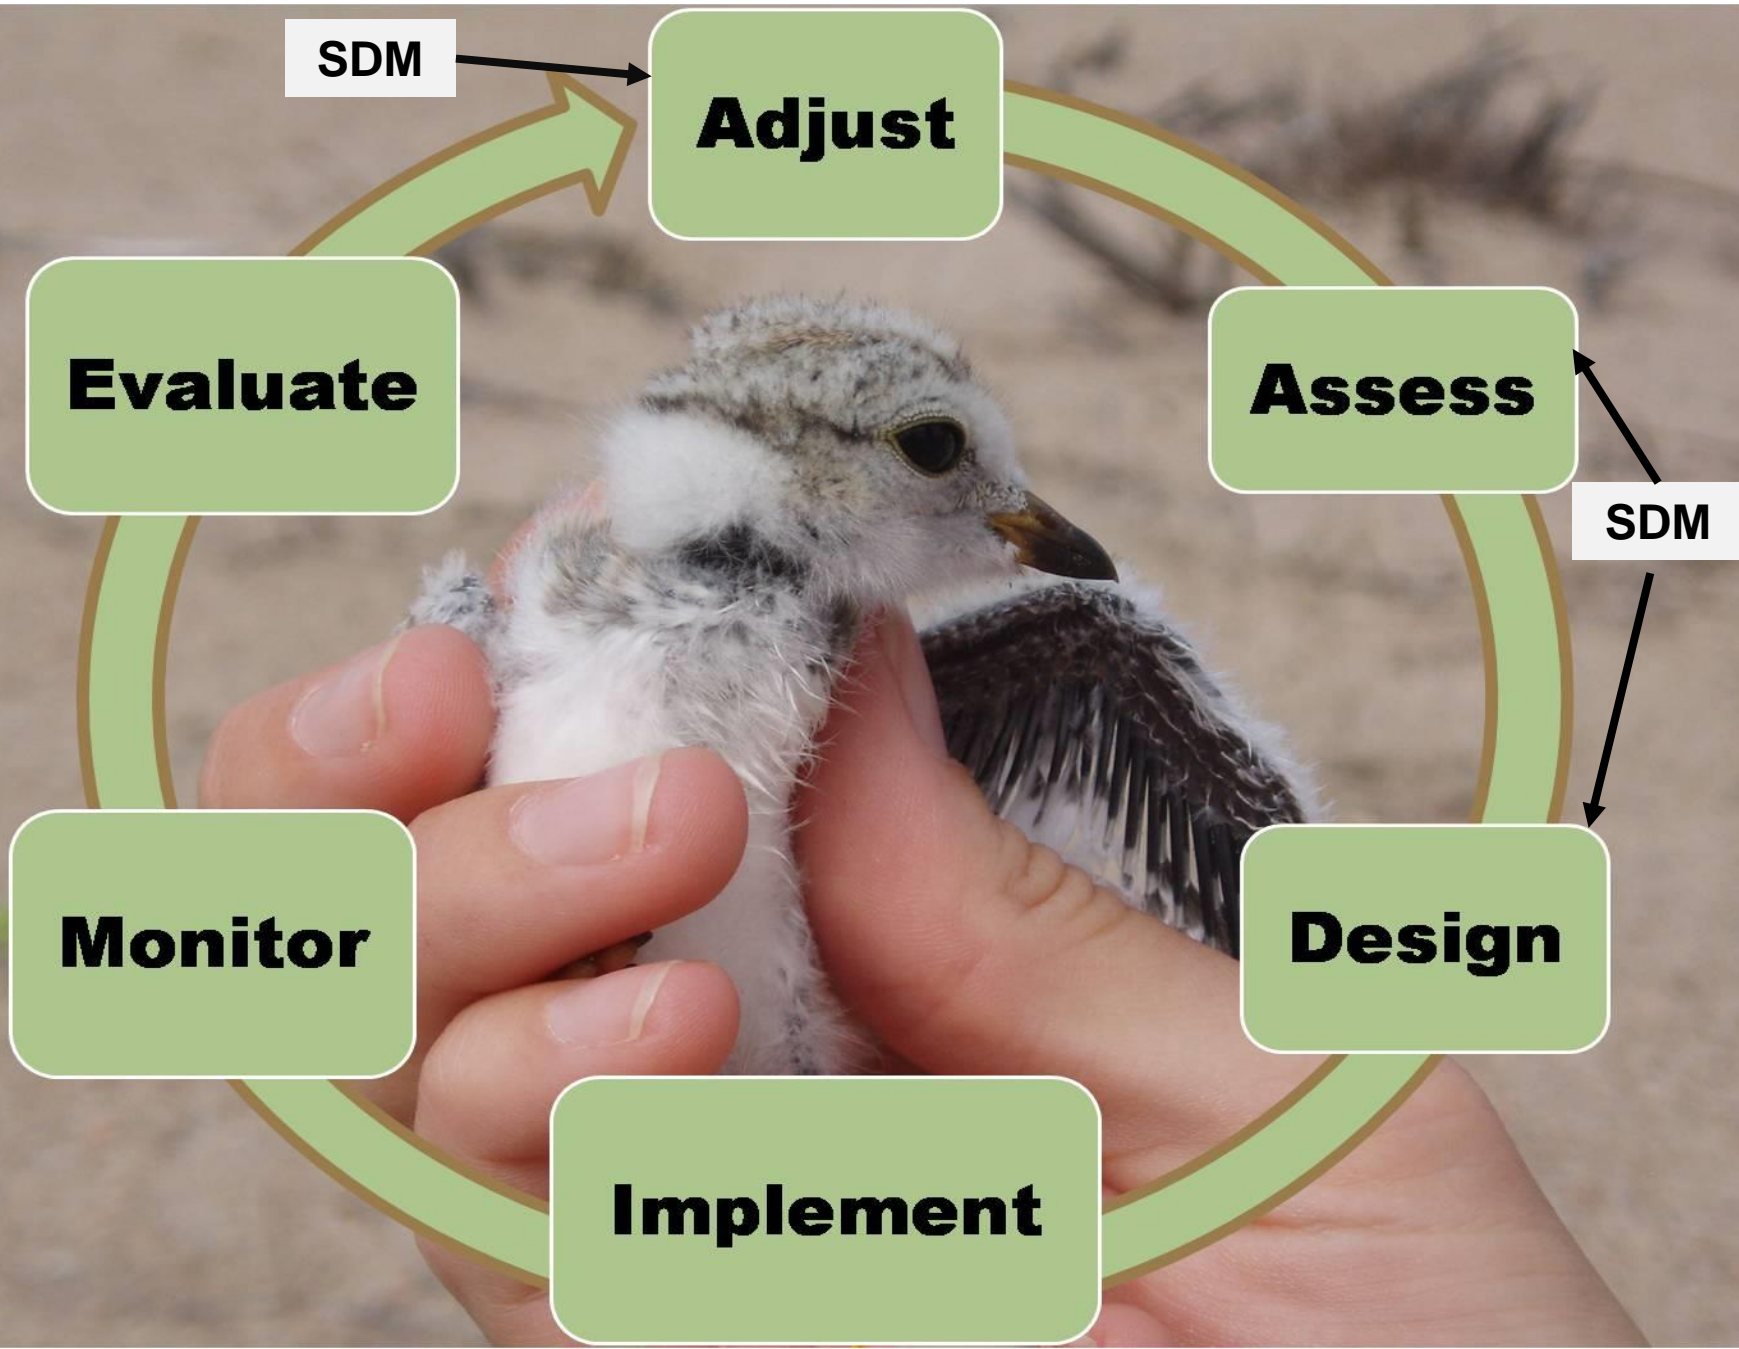 SDM
Adjust
Assess
SDM
Design
Implement
Monitor
Evaluate